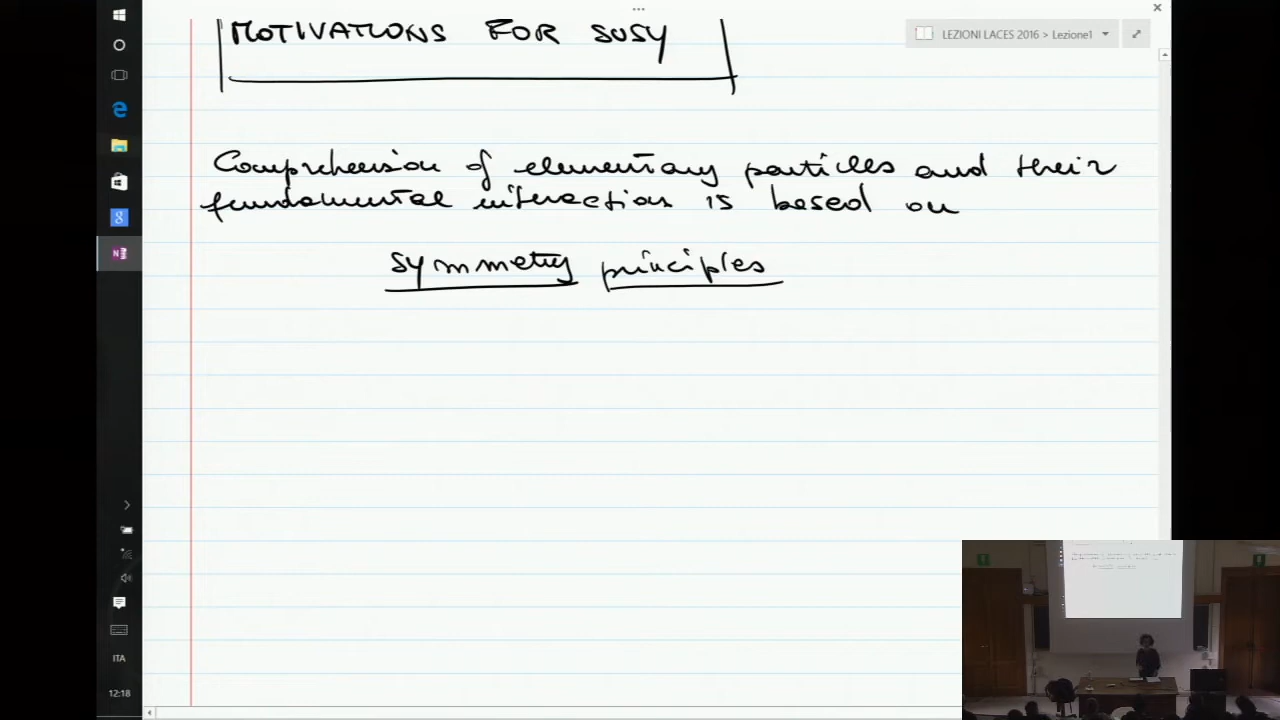 MOTIVATIONS FOR SUSY
LEZIONI LACES 2016 > Lezione1
Comprehension of elementary particles and their
fundamental interaction is based on
symmetry principles
ITA
12:18